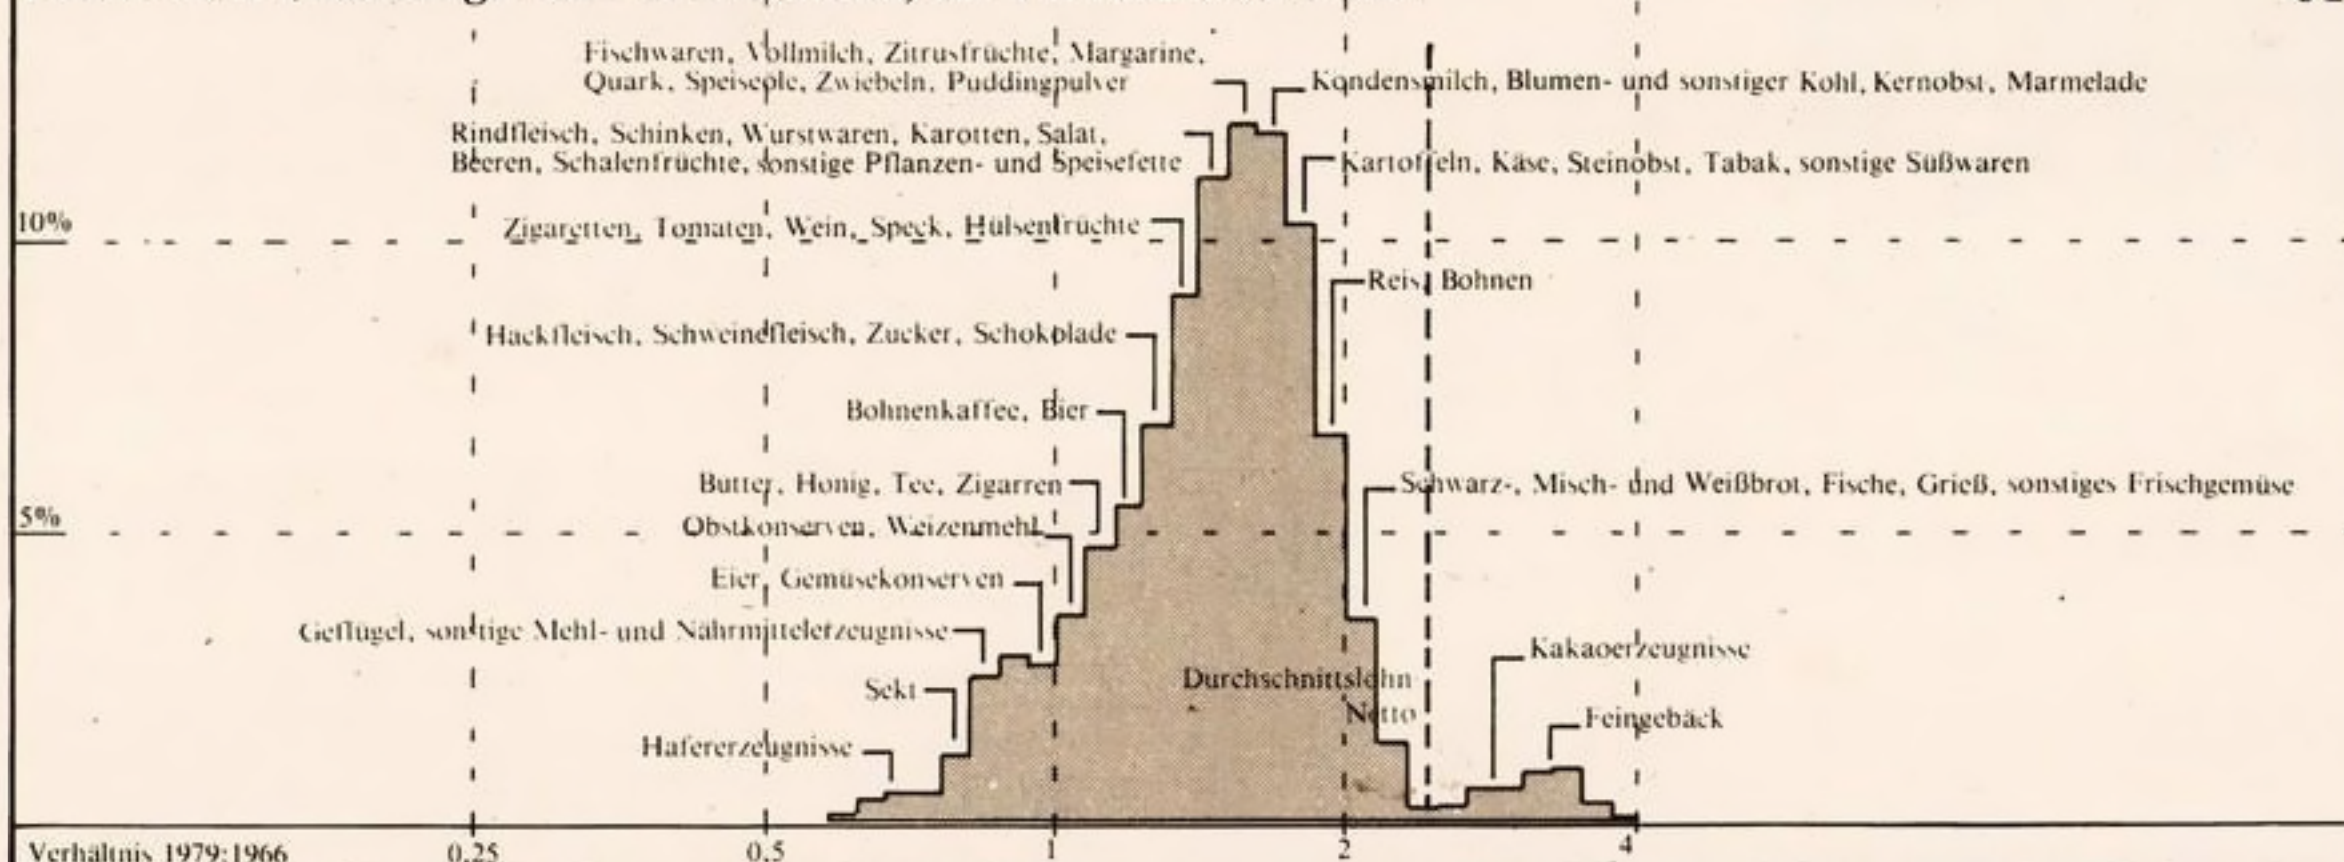 Fischwaren, Vollmilch, Zitrusfrüchte, Margarine,
Quark, Speiseöle, Zwiebeln, Puddingpulver
Kondensmilch, Blumen- und sonstiger Kohl, Kernobst, Marmelade
Rindfleisch, Schinken, Wurstwaren, Karotten, Salat,
Beeren, Schalenfrüchte, sonstige Pflanzen- und Speisefette
Kartoffeln, Käse, Steinobst, Tabak, sonstige Süßwaren
10%
Zigaretten, Tomaten, Wein, Speck, Hülsenfrüchte
Reis, Bohnen
Hackfleisch, Schweinefleisch, Zucker, Schokolade
Bohnenkaffee, Bier
Butter, Honig, Tee, Zigarren
Schwarz-, Misch- und Weißbrot, Fische, Grieß, sonstiges Frischgemüse
5%
Obstkonserven, Weizenmehl
Eier, Gemüsekonserven
Geflügel, sonstige Mehl- und Nährmittelerzeugnisse
Kakaoerzeugnisse
Durchschnittslohn
Netto
Sekt
Feingebäck
Hafererzeugnisse
Verhältnis 1979:1966
0,25
0,5
1
2
4